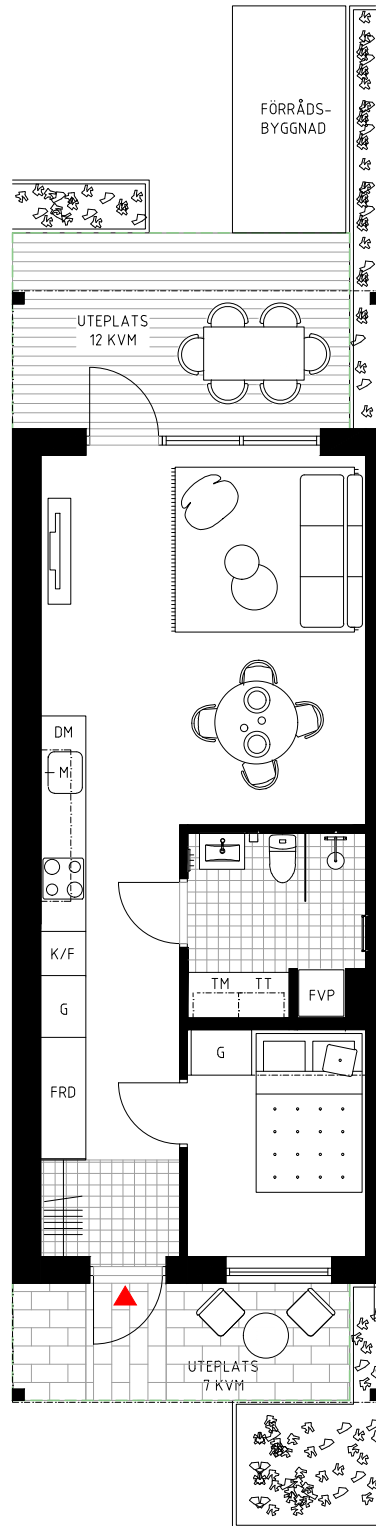 FÖRRÅDS-
BYGGNAD
UTEPLATS
12 KVM
DM
M
K/F
G
FRD
TM TT
FVP
G
UTEPLATS
7 KVM